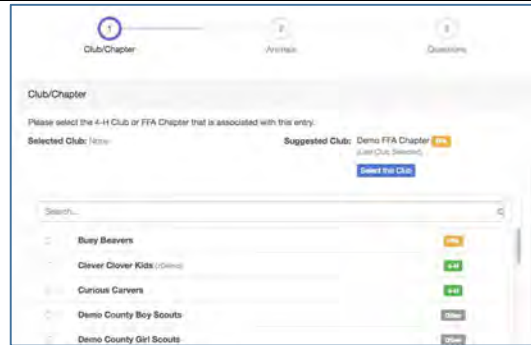 1 2 3
Club/Chapter Animals Questions
Club/Chapter
Please select the 4-H Club or FFA Chapter that is associated with this entry.
Selected Club: None Suggested Club: Demo FFA Chapter FFA
(Last Club Selected)
Select this Club
Search...
Busy Beavers FFA
Clever Clover Kids 4-H
Curious Carvers 4-H
Demo County Boy Scouts Other
Demo County Girl Scouts Other